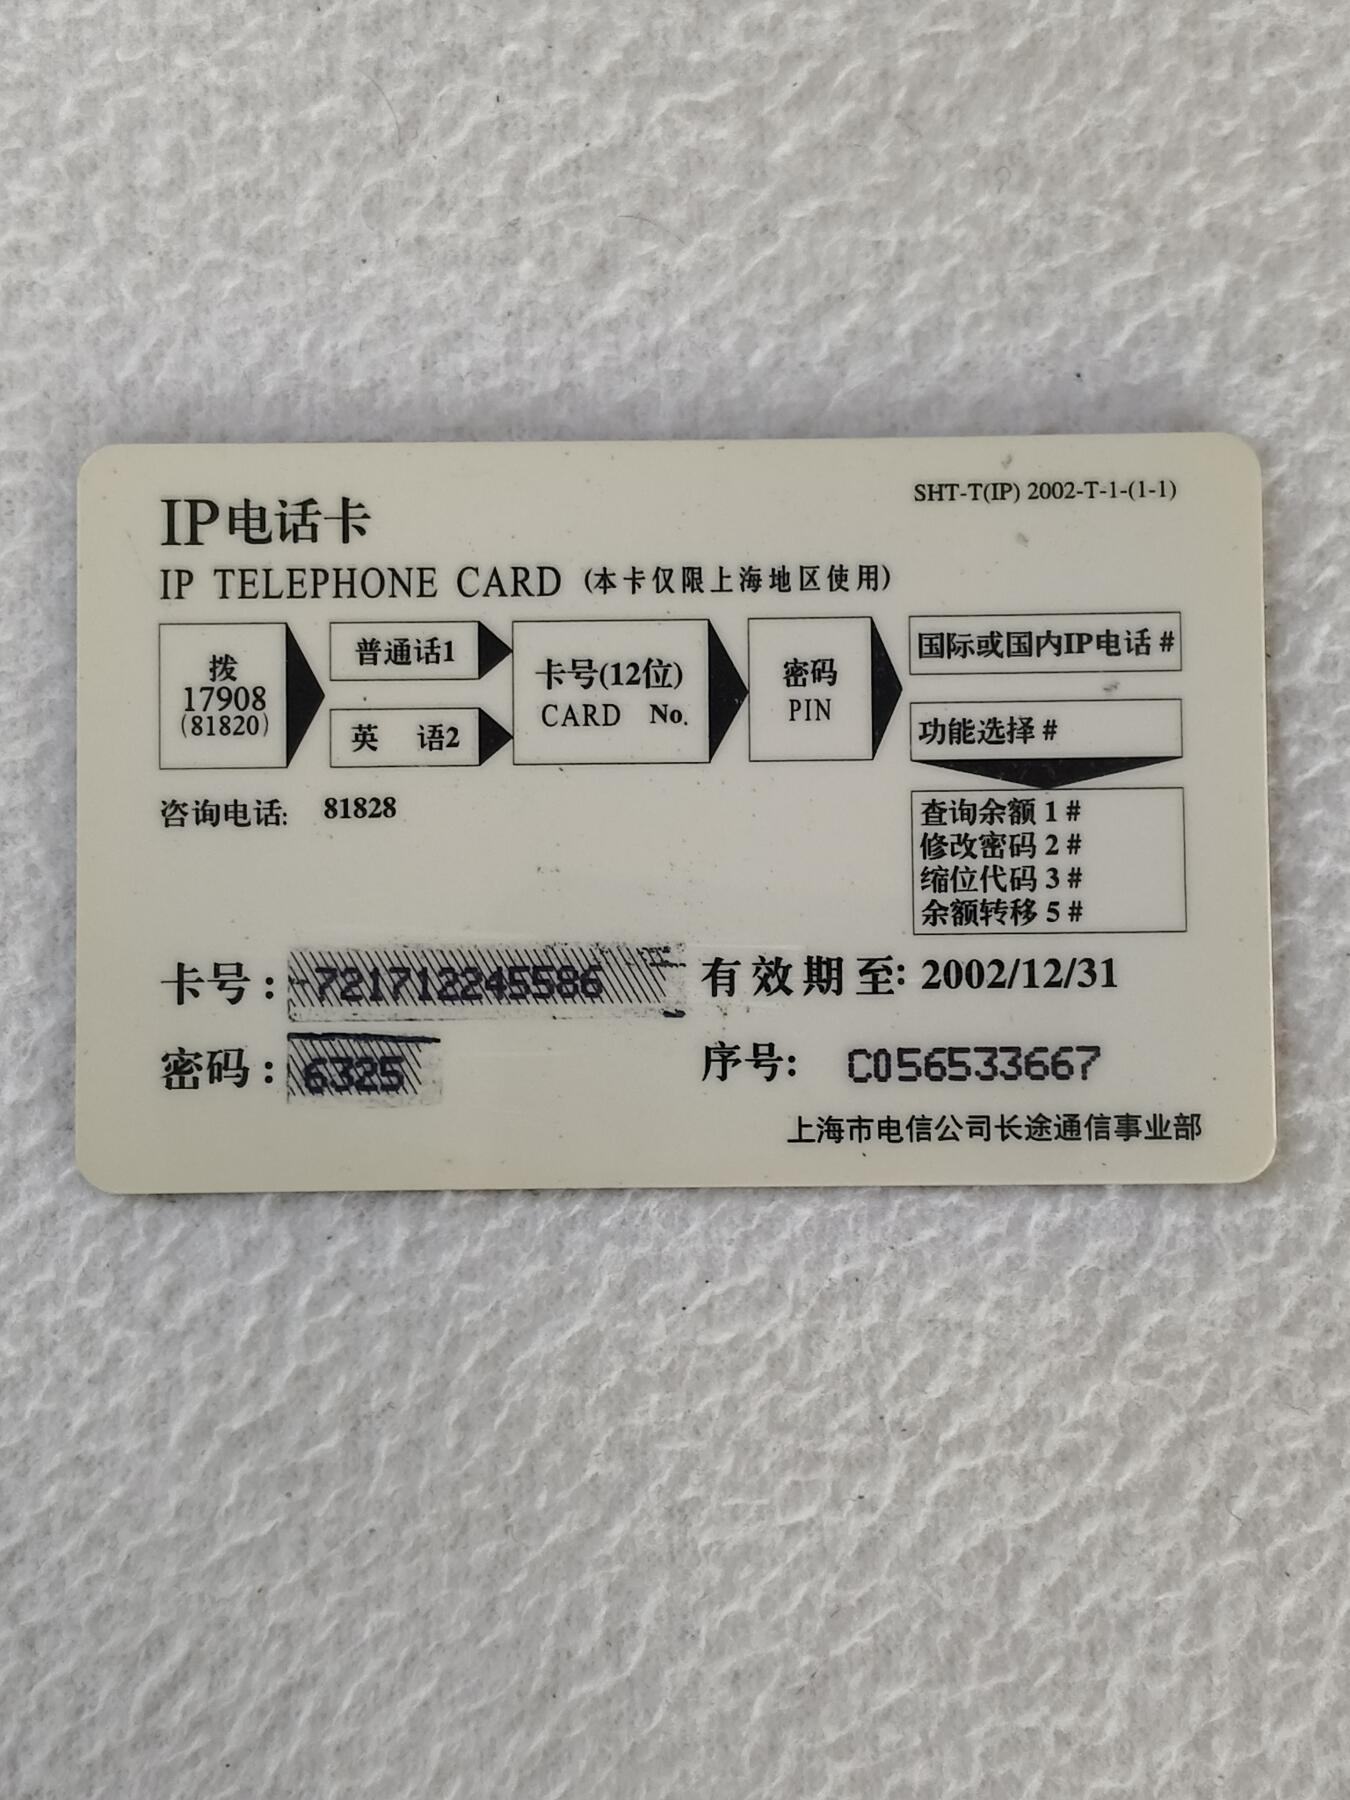 SHT-T(IP) 2002-T-1-(1-1)
IP电话卡
IP TELEPHONE CARD (本卡仅限上海地区使用)
拨
17908
(81820)
普通话1
英 语2
卡号(12位)
CARD No.
密码
PIN
国际或国内IP电话 #
功能选择 #
查询余额 1 #
修改密码 2 #
缩位代码 3 #
余额转移 5 #
咨询电话: 81828
卡号: 721712245586
有效期至: 2002/12/31
密码: 6325
序号: C056533667
上海市电信公司长途通信事业部